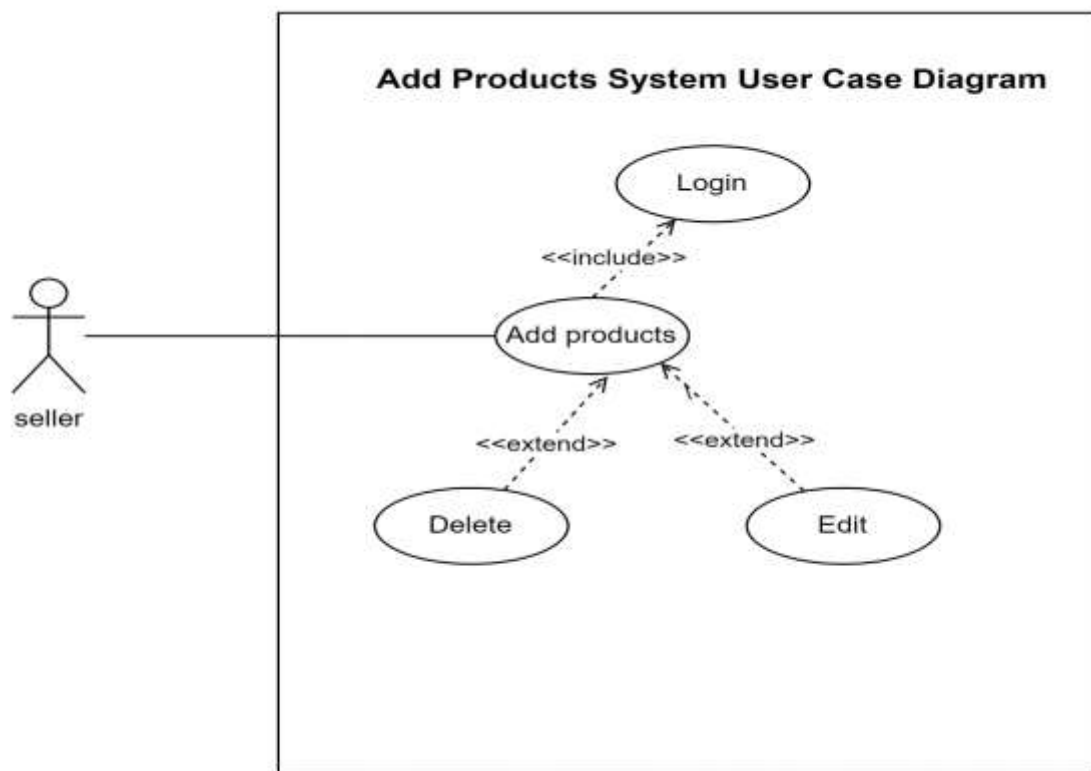 Add Products System User Case Diagram
Login
<<include>>
Add products
seller
<<extend>>
<<extend>>
Delete
Edit